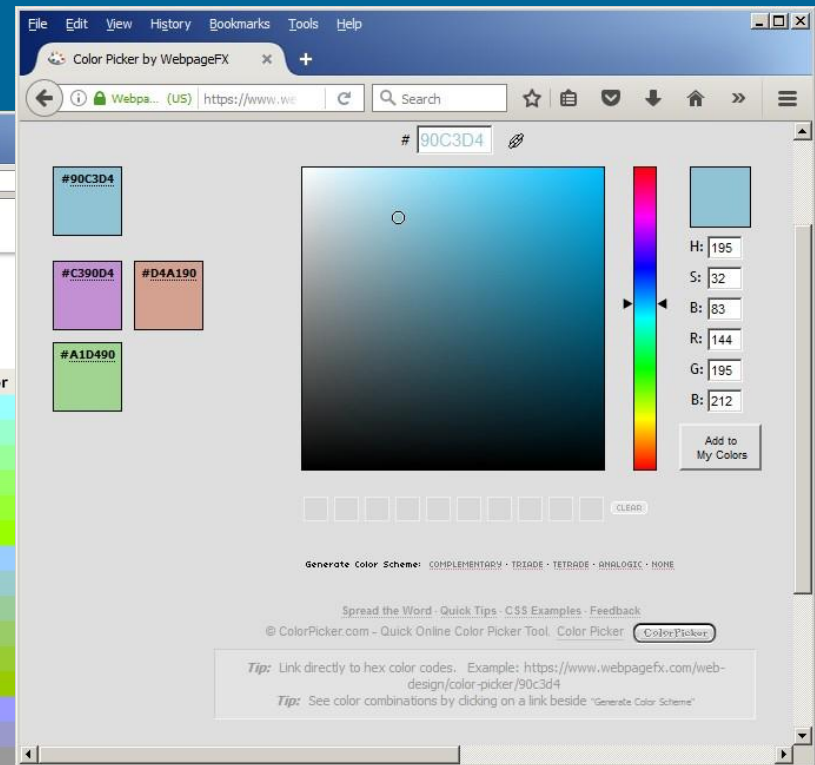 File Edit View History Bookmarks Tools Help
Color Picker by WebpageFX × +
Webpa... (US) https://www.we Search
# 90C3D4
#90C3D4
#C390D4 #D4A190
#A1D490
H: 195
S: 32
B: 83
R: 144
G: 195
B: 212
Add to
My Colors
CLEAR
Generate Color Scheme: COMPLEMENTARY · TRIADE · TETRADE · ANALOGIC · NONE
Spread the Word · Quick Tips · CSS Examples · Feedback
© ColorPicker.com - Quick Online Color Picker Tool. Color Picker ColorPicker
Tip: Link directly to hex color codes. Example: https://www.webpagefx.com/web-
design/color-picker/90c3d4
Tip: See color combinations by clicking on a link beside "Generate Color Scheme"